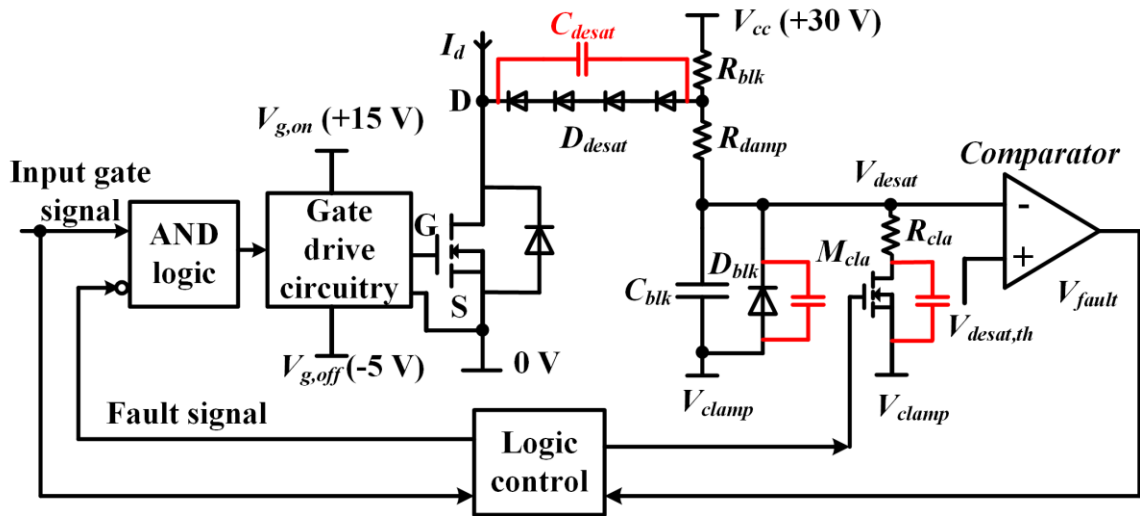 C_desat
V_cc (+30 V)
I_d
R_blk
D
D_desat
V_g,on (+15 V)
R_damp
Comparator
Input gate
signal
V_desat
AND
logic
Gate
drive
circuitry
G
S
-
+
R_cla
M_cla
D_blk
C_blk
V_fault
V_desat,th
V_g,off (-5 V)
0 V
V_clamp
V_clamp
Fault signal
Logic
control